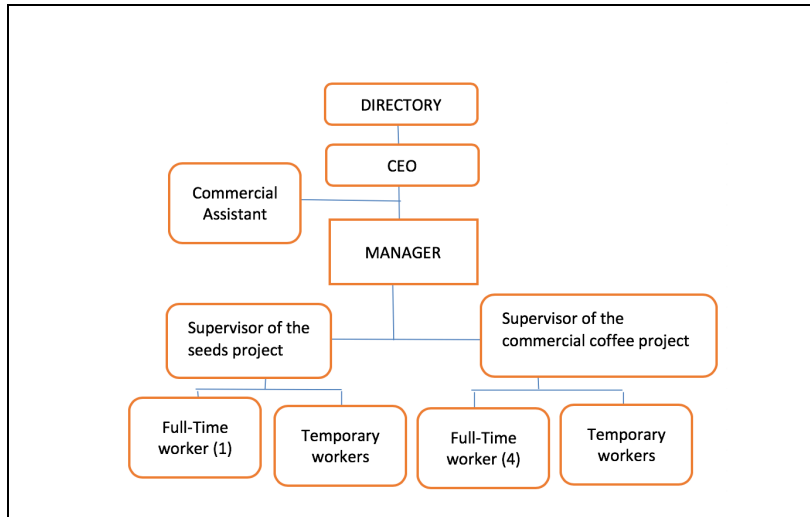 DIRECTORY
CEO
Commercial
Assistant
MANAGER
Supervisor of the
seeds project
Supervisor of the
commercial coffee project
Full-Time
worker (1)
Temporary
workers
Full-Time
worker (4)
Temporary
workers